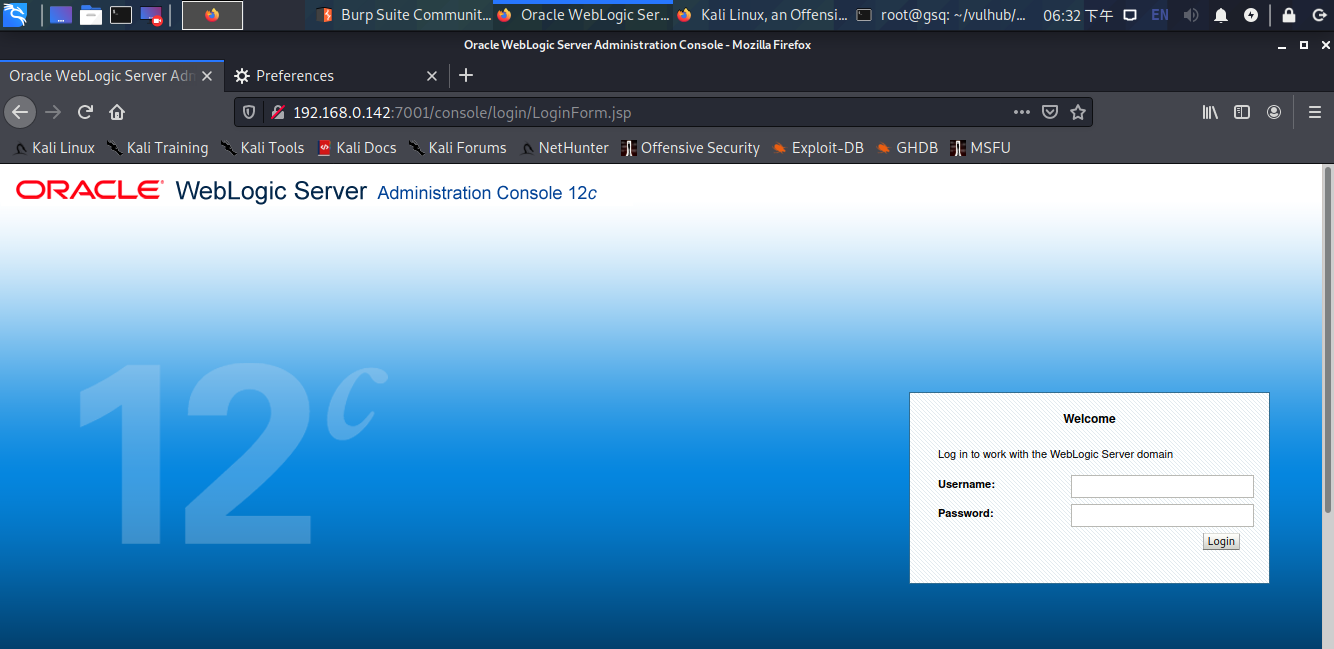 Burp Suite Communit... Oracle WebLogic Ser... Kali Linux, an Offensi... root@gsq: ~/vulhub/... 06:32 下午 EN
Oracle WebLogic Server Administration Console - Mozilla Firefox
Oracle WebLogic Server Adn Preferences
192.168.0.142:7001/console/login/LoginForm.jsp
Kali Linux Kali Training Kali Tools Kali Docs Kali Forums NetHunter Offensive Security Exploit-DB GHDB MSFU
ORACLE WebLogic Server Administration Console 12c
12c
Welcome
Log in to work with the WebLogic Server domain
Username:
Password:
Login